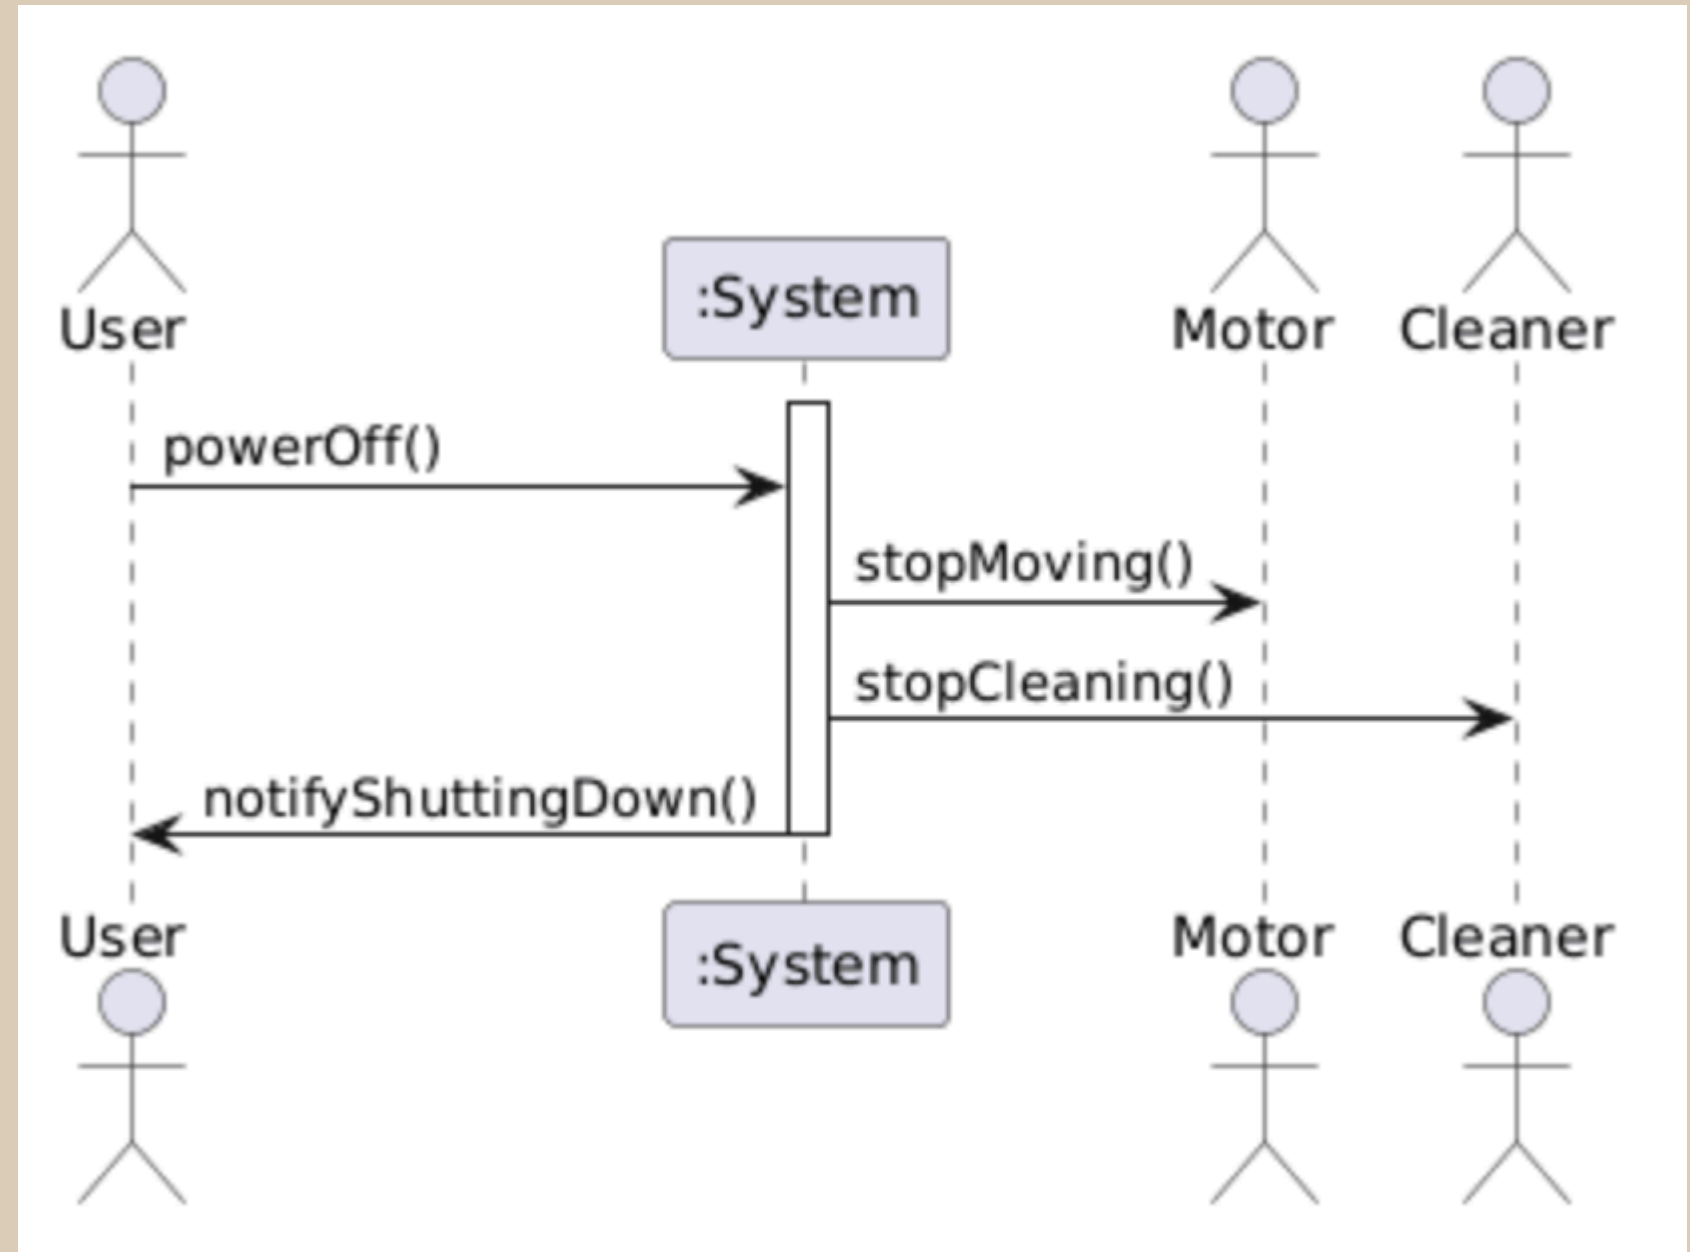 User
:System
Motor
Cleaner
powerOff()
stopMoving()
stopCleaning()
notifyShuttingDown()
User
:System
Motor
Cleaner